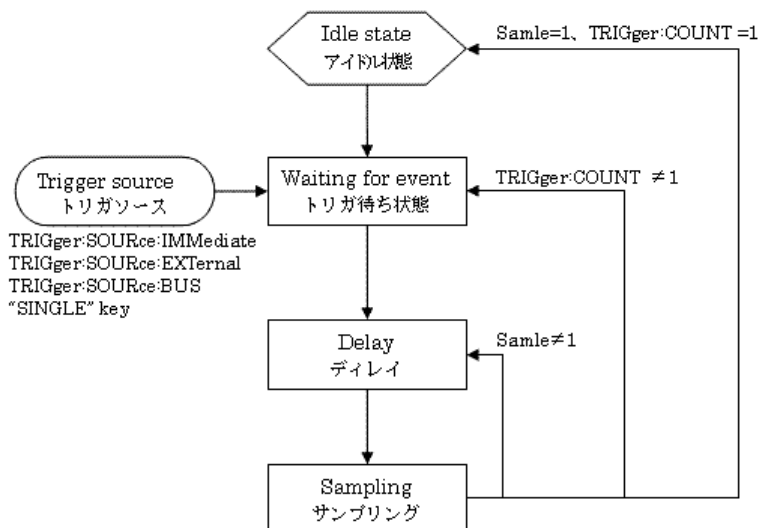 Idle state
アイドル状態
Samle=1、TRIGger:COUNT =1
Trigger source
トリガソース
Waiting for event
トリガ待ち状態
TRIGger:COUNT ≠1
TRIGger:SOURce:IMMediate
TRIGger:SOURce:EXTernal
TRIGger:SOURce:BUS
“SINGLE” key
Delay
ディレイ
Samle≠1
Sampling
サンプリング